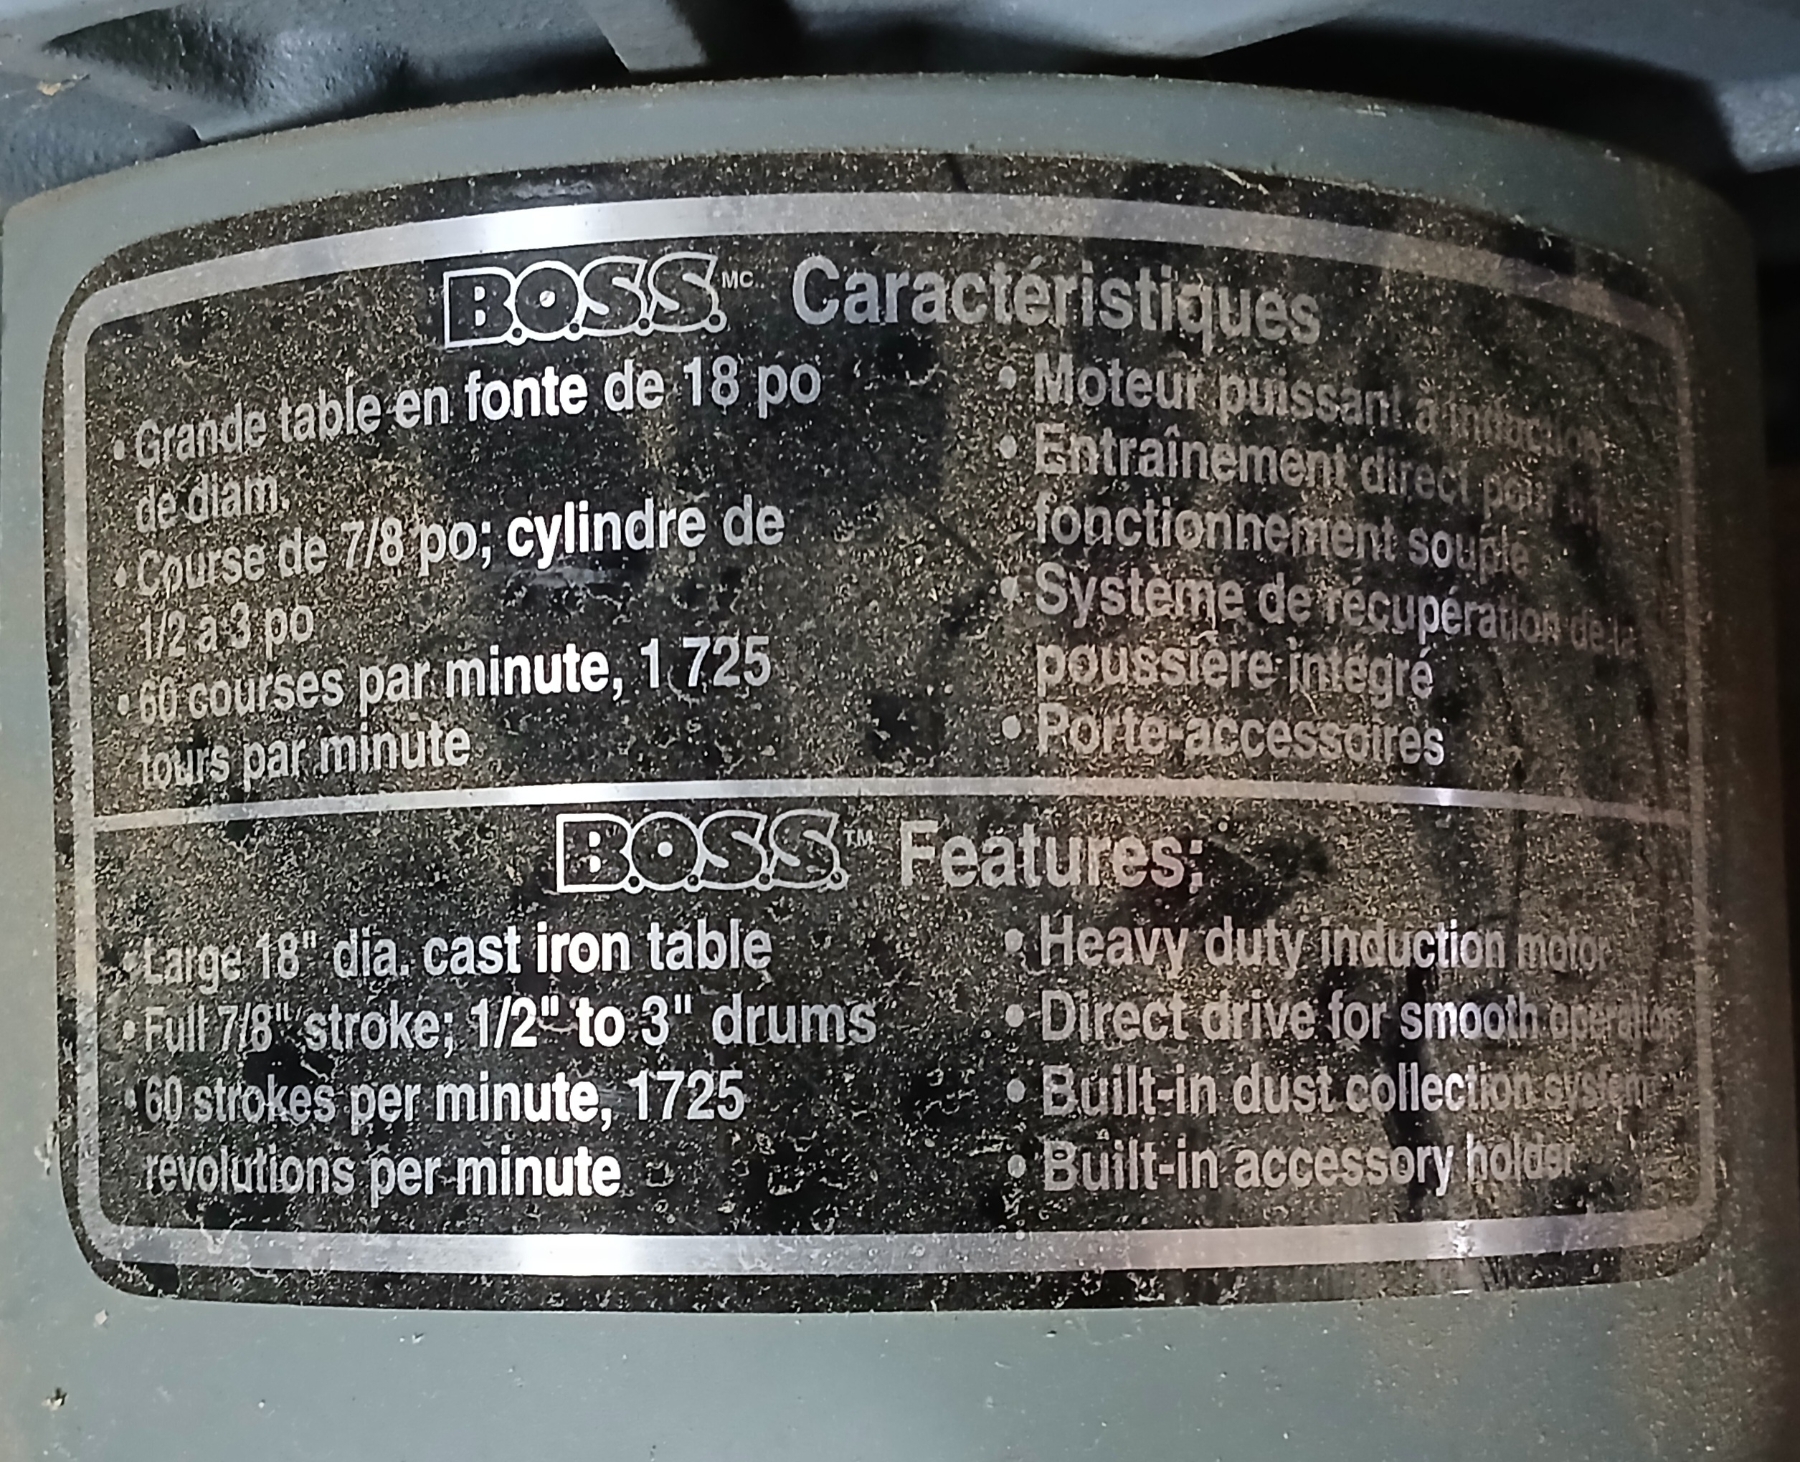 B.O.S.S.MC Caractéristiques
• Grande table en fonte de 18 po
de diam.
• Course de 7/8 po; cylindre de
1/2 à 3 po
• 60 courses par minute, 1 725
tours par minute
• Moteur puissant à induction
• Entraînement direct pour
fonctionnement souple
• Système de récupération de la
poussière intégré
• Porte-accessoires
B.O.S.S.™ Features:
• Large 18" dia. cast iron table
• Full 7/8" stroke; 1/2" to 3" drums
• 60 strokes per minute, 1725
revolutions per minute
• Heavy duty induction motor
• Direct drive for smooth operation
• Built-in dust collection system
• Built-in accessory holder